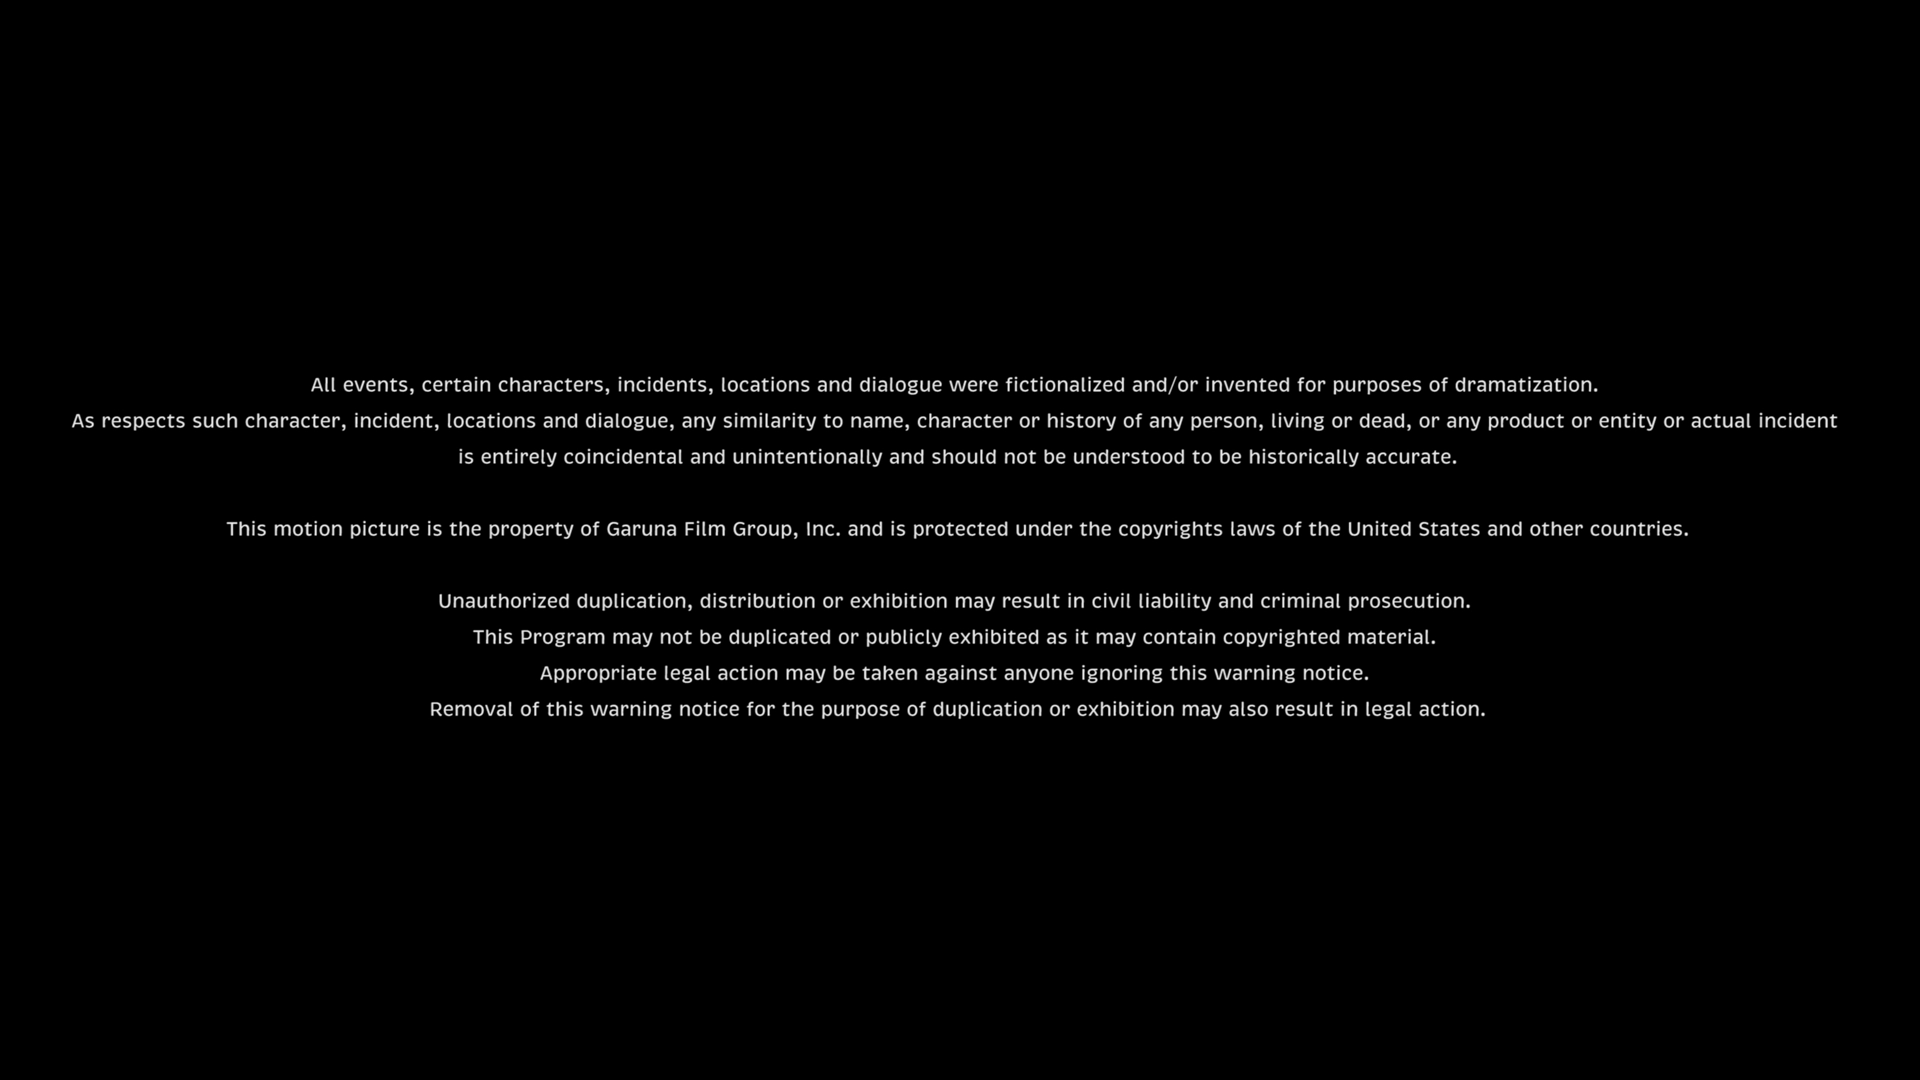 All events, certain characters, incidents, locations and dialogue were fictionalized and/or invented for purposes of dramatization.
As respects such character, incident, locations and dialogue, any similarity to name, character or history of any person, living or dead, or any product or entity or actual incident
is entirely coincidental and unintentionally and should not be understood to be historically accurate.
This motion picture is the property of Garuna Film Group, Inc. and is protected under the copyrights laws of the United States and other countries.
Unauthorized duplication, distribution or exhibition may result in civil liability and criminal prosecution.
This Program may not be duplicated or publicly exhibited as it may contain copyrighted material.
Appropriate legal action may be taken against anyone ignoring this warning notice.
Removal of this warning notice for the purpose of duplication or exhibition may also result in legal action.